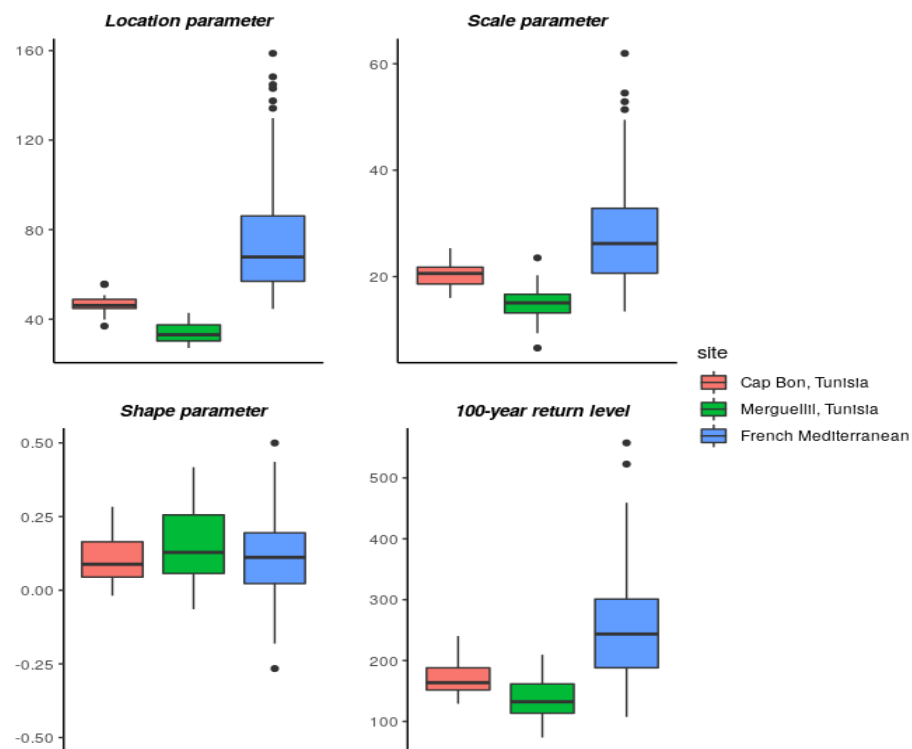 Location parameter
160
120
80
40
Scale parameter
60
40
20
site
Cap Bon, Tunisia
Merguellil, Tunisia
French Mediterranean
Shape parameter
0.50
0.25
0.00
-0.25
-0.50
100-year return level
500
400
300
200
100